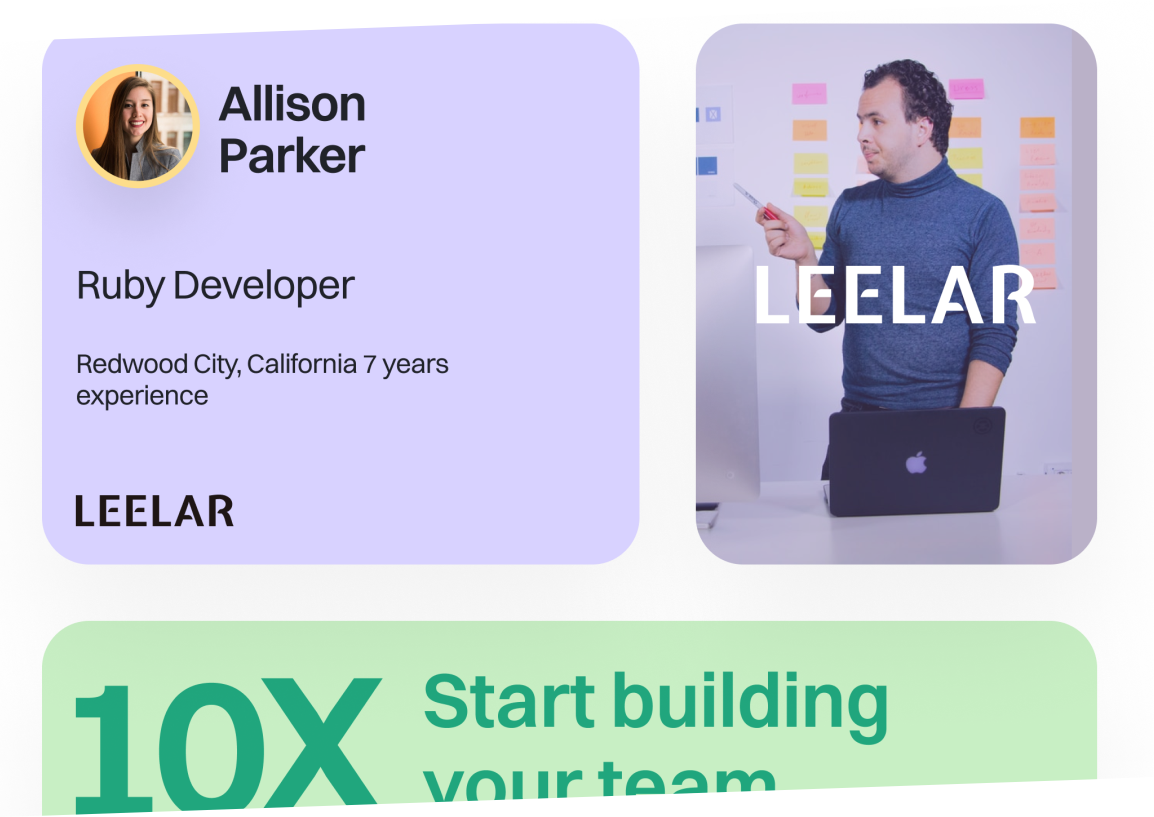 Allison
Parker
Ruby Developer
Redwood City, California 7 years
experience
LEELAR
LEELAR
10X
Start building
your team